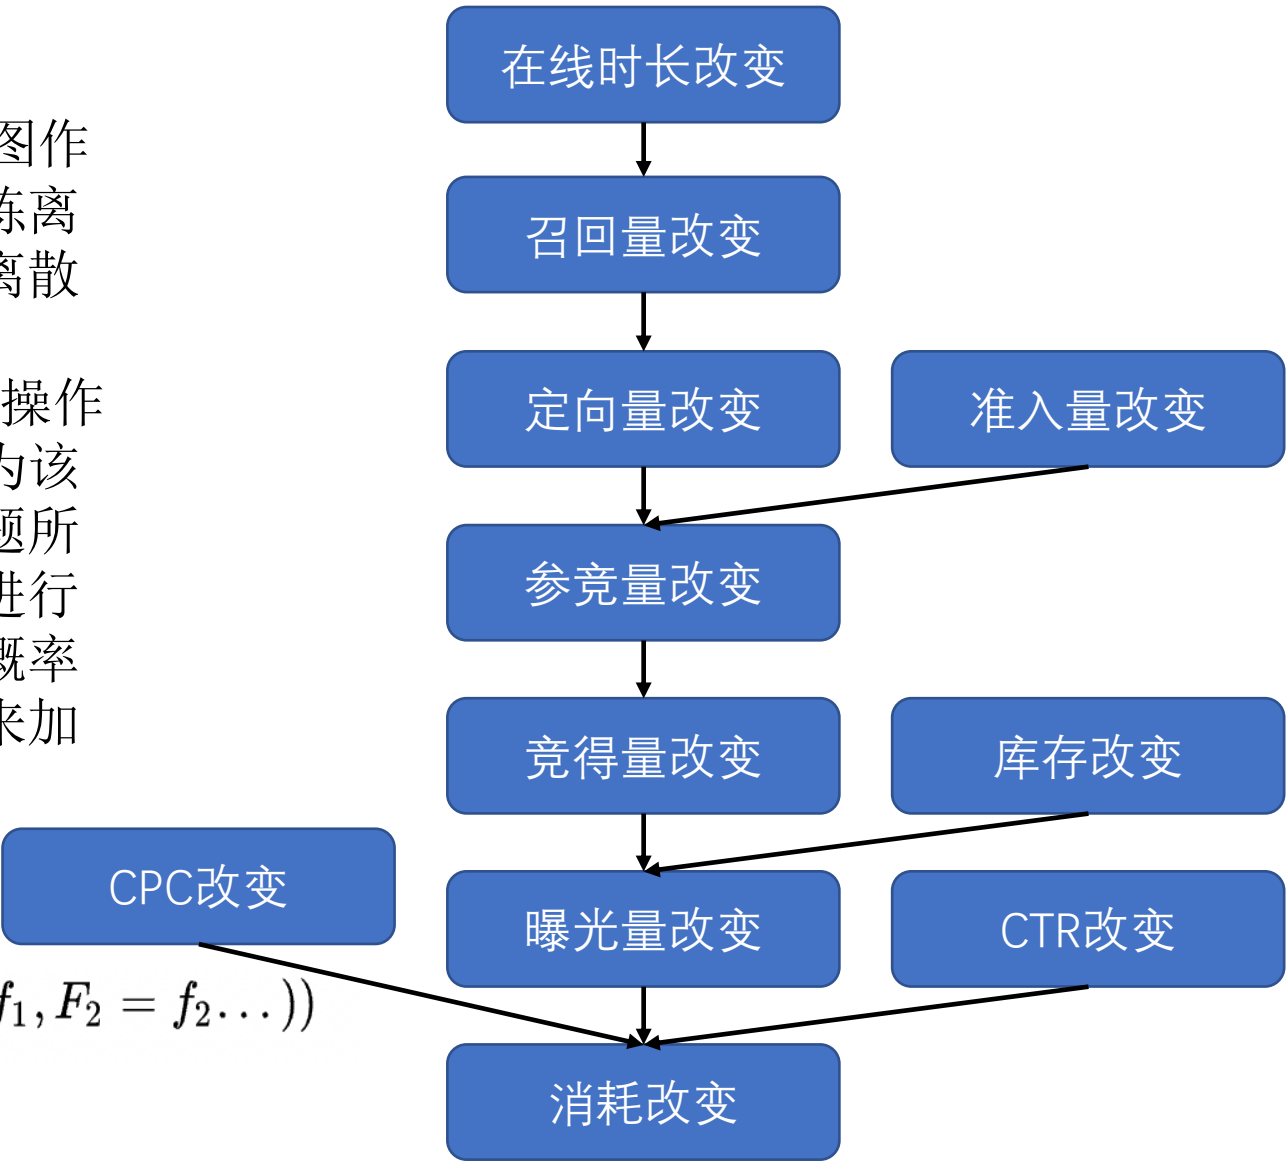 在线时长改变
图作
练离
离散
召回量改变
定向量改变
准入量改变
操作
为该
题所
进行
概率
来加
参竞量改变
竞得量改变
库存改变
CPC改变
曝光量改变
CTR改变
f₁, F₂ = f₂...))
消耗改变